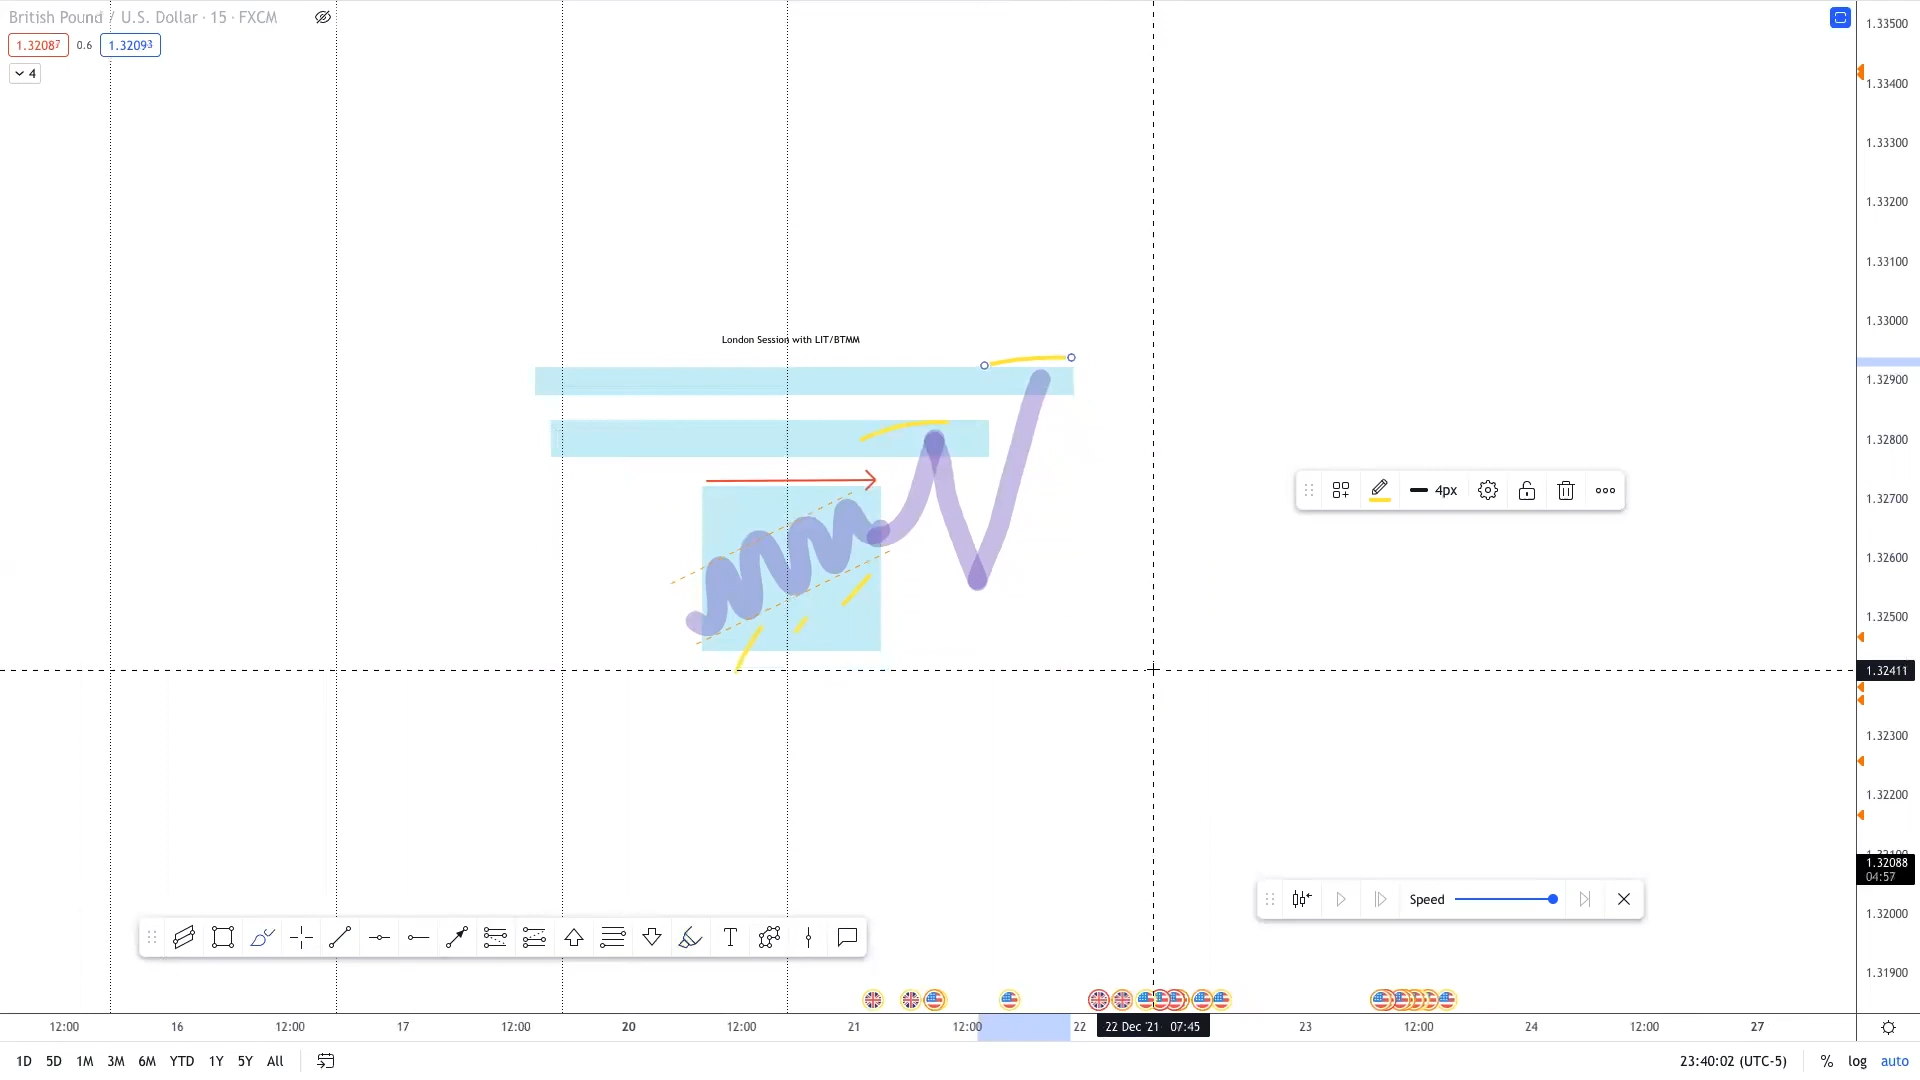 British Pound / U.S. Dollar · 15 · FXCM
1.32087 0.6 1.32093
4
London Session with LIT/BTMM
1.33500
1.33400
1.33300
1.33200
1.33100
1.33000
1.32900
1.32800
1.32700
1.32600
1.32500
1.32411
1.32300
1.32200
1.32088
04:57
1.32000
1.31900
4px
Speed
12:00 16 12:00 17 12:00 20 12:00 21 12:00 22 22 Dec '21 07:45 23 12:00 24 12:00 27
1D 5D 1M 3M 6M YTD 1Y 5Y All 23:40:02 (UTC-5) % log auto